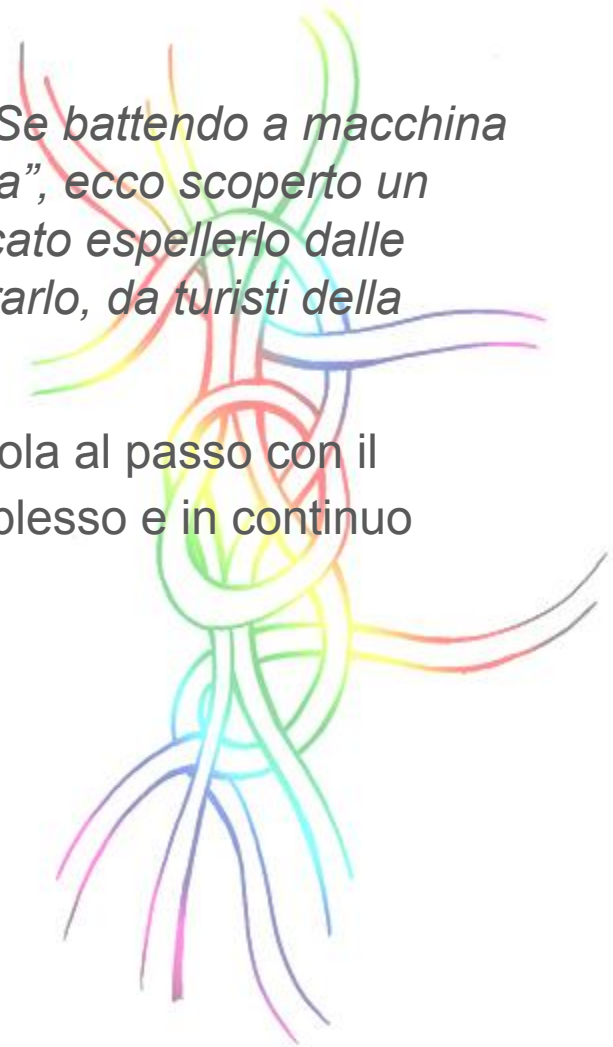 Se battendo a macchina
a”, ecco scoperto un
cato espellerlo dalle
rarlo, da turisti della
ola al passo con il
plesso e in continuo